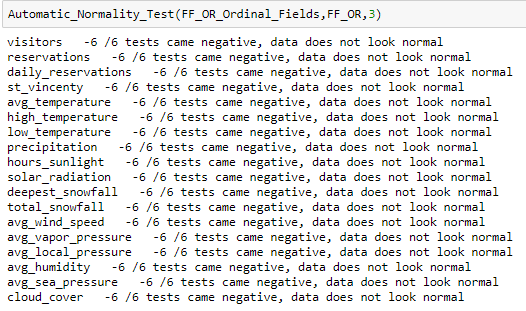 Automatic_Normality_Test(FF_OR_Ordinal_Fields,FF_OR,3)
visitors   -6 /6 tests came negative, data does not look normal
reservations   -6 /6 tests came negative, data does not look normal
daily_reservations   -6 /6 tests came negative, data does not look normal
st_vincenty   -6 /6 tests came negative, data does not look normal
avg_temperature   -6 /6 tests came negative, data does not look normal
high_temperature   -6 /6 tests came negative, data does not look normal
low_temperature   -6 /6 tests came negative, data does not look normal
precipitation   -6 /6 tests came negative, data does not look normal
hours_sunlight   -6 /6 tests came negative, data does not look normal
solar_radiation   -6 /6 tests came negative, data does not look normal
deepest_snowfall   -6 /6 tests came negative, data does not look normal
total_snowfall   -6 /6 tests came negative, data does not look normal
avg_wind_speed   -6 /6 tests came negative, data does not look normal
avg_vapor_pressure   -6 /6 tests came negative, data does not look normal
avg_local_pressure   -6 /6 tests came negative, data does not look normal
avg_humidity   -6 /6 tests came negative, data does not look normal
avg_sea_pressure   -6 /6 tests came negative, data does not look normal
cloud_cover   -6 /6 tests came negative, data does not look normal